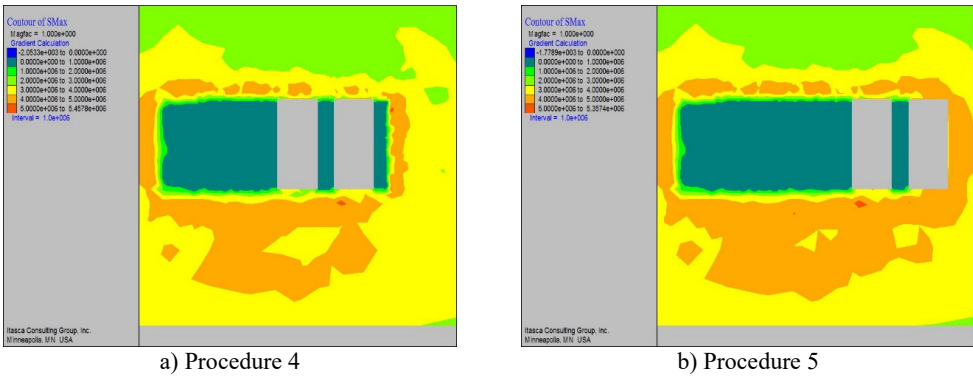 Contour of SMax
Magfac = 1.000e+000
Gradient Calculation
-2.0533e+003 to 0.0000e+000
0.0000e+000 to 1.0000e+006
1.0000e+006 to 2.0000e+006
2.0000e+006 to 3.0000e+006
3.0000e+006 to 4.0000e+006
4.0000e+006 to 5.0000e+006
5.0000e+006 to 5.4578e+006
Interval = 1.0e+006
Itasca Consulting Group, Inc.
Minneapolis, MN USA
a) Procedure 4
Contour of SMax
Magfac = 1.000e+000
Gradient Calculation
-1.7789e+003 to 0.0000e+000
0.0000e+000 to 1.0000e+006
1.0000e+006 to 2.0000e+006
2.0000e+006 to 3.0000e+006
3.0000e+006 to 4.0000e+006
4.0000e+006 to 5.0000e+006
5.0000e+006 to 5.3574e+006
Interval = 1.0e+006
Itasca Consulting Group, Inc.
Minneapolis, MN USA
b) Procedure 5